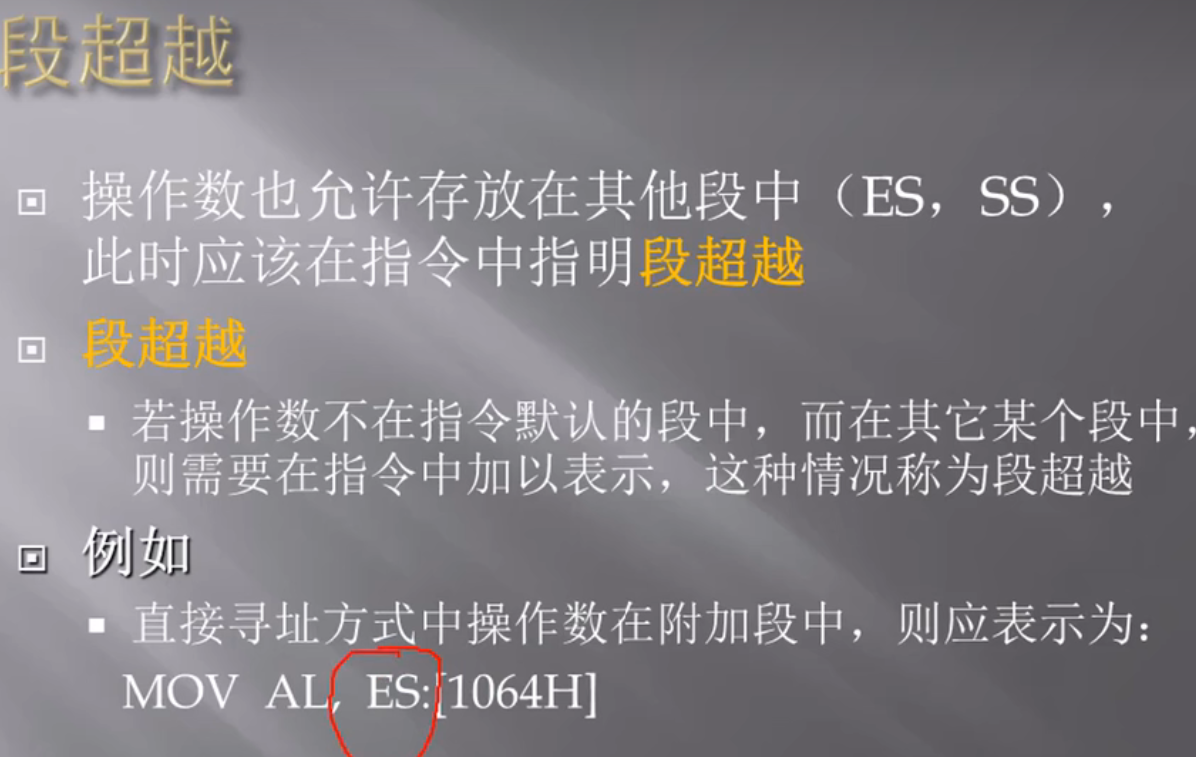 段超越
操作数也允许存放在其他段中（ES，SS），
此时应该在指令中指明段超越
段超越
若操作数不在指令默认的段中，而在其它某个段中，
则需要在指令中加以表示，这种情况称为段超越
例如
直接寻址方式中操作数在附加段中，则应表示为：
MOV AL, ES:[1064H]